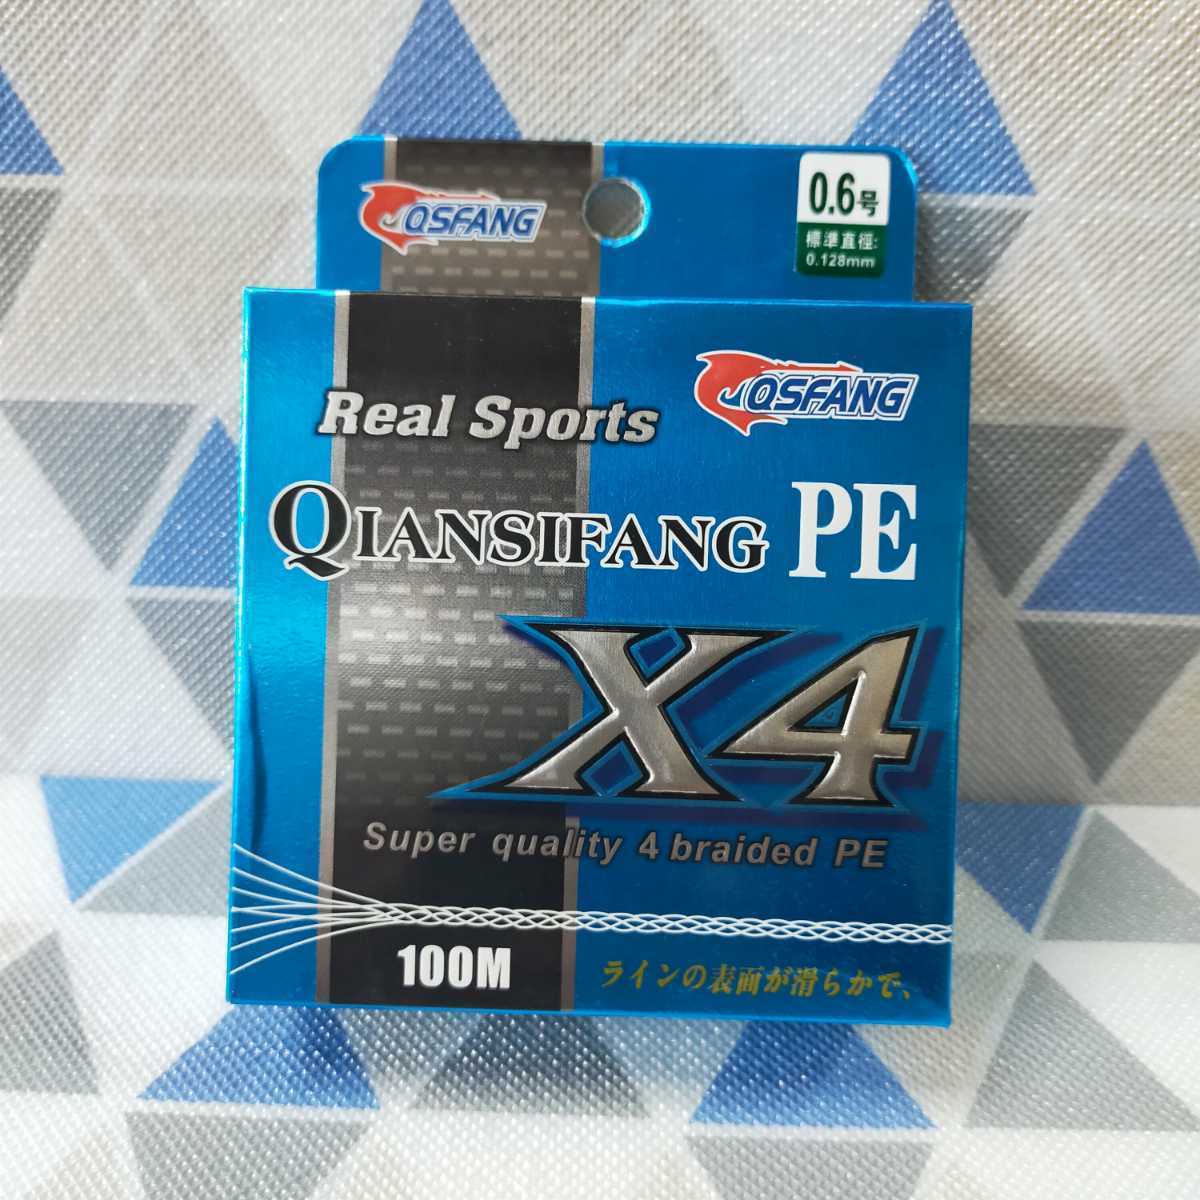 QSFANG
0.6号
標準直徑:
0.128mm
QSFANG
Real Sports
QIANSIFANG PE
X4
Super quality 4 braided PE
100M
ラインの表面が滑らかで、